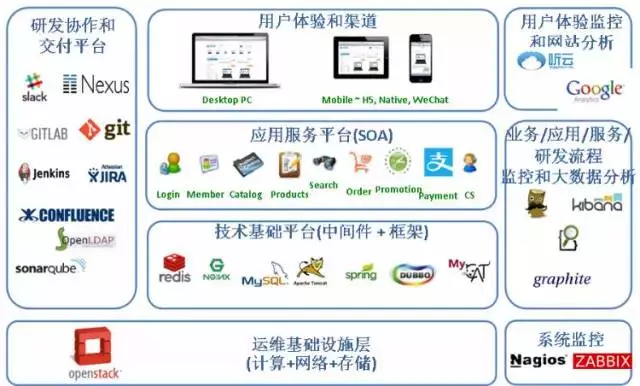 研发协作和
交付平台
slack
Nexus
GITLAB
git
Jenkins
Atlassian
JIRA
CONFLUENCE
OpenLDAP
sonarqube
用户体验和渠道
Desktop PC
Mobile ~ H5, Native, WeChat
应用服务平台(SOA)
Login
Member
Catalog
Products
Search
Order
Promotion
支
Payment
CS
技术基础平台(中间件 + 框架)
redis
NGINX
MySQL
Apache Tomcat
spring
DUBBO
MyCAT
运维基础设施层
(计算+网络+存储)
openstack
用户体验监控
和网站分析
听云
Google
Analytics
业务/应用/服务/
研发流程
监控和大数据分析
kibana
graphite
系统监控
Nagios
ZABBIX